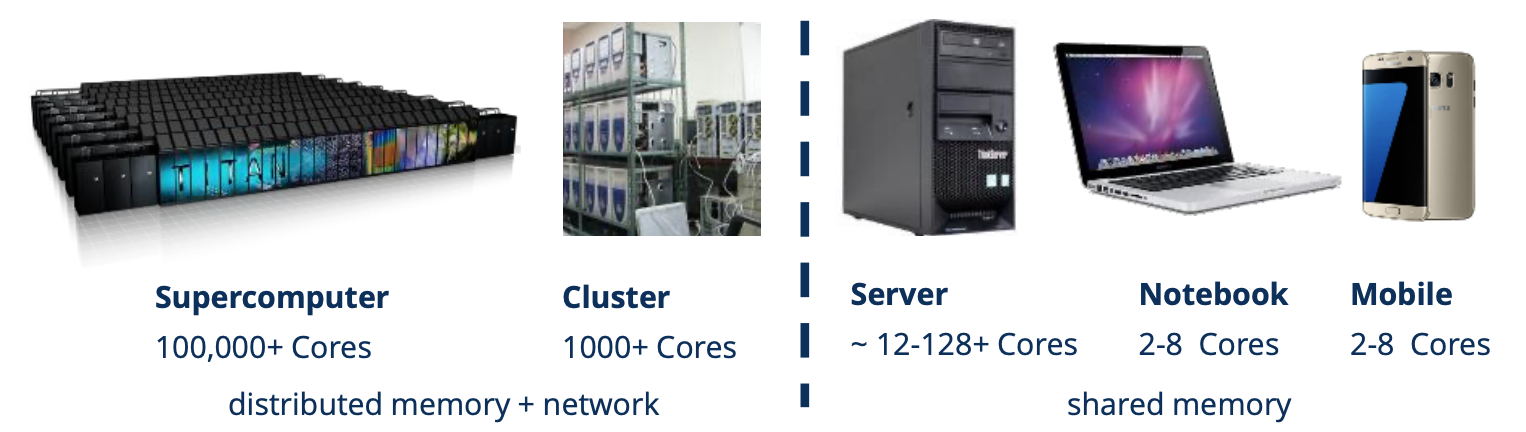 TITAN
ThinkServer
Supercomputer
100,000+ Cores
Cluster
1000+ Cores
distributed memory + network
Server
~ 12-128+ Cores
Notebook
2-8 Cores
Mobile
2-8 Cores
shared memory